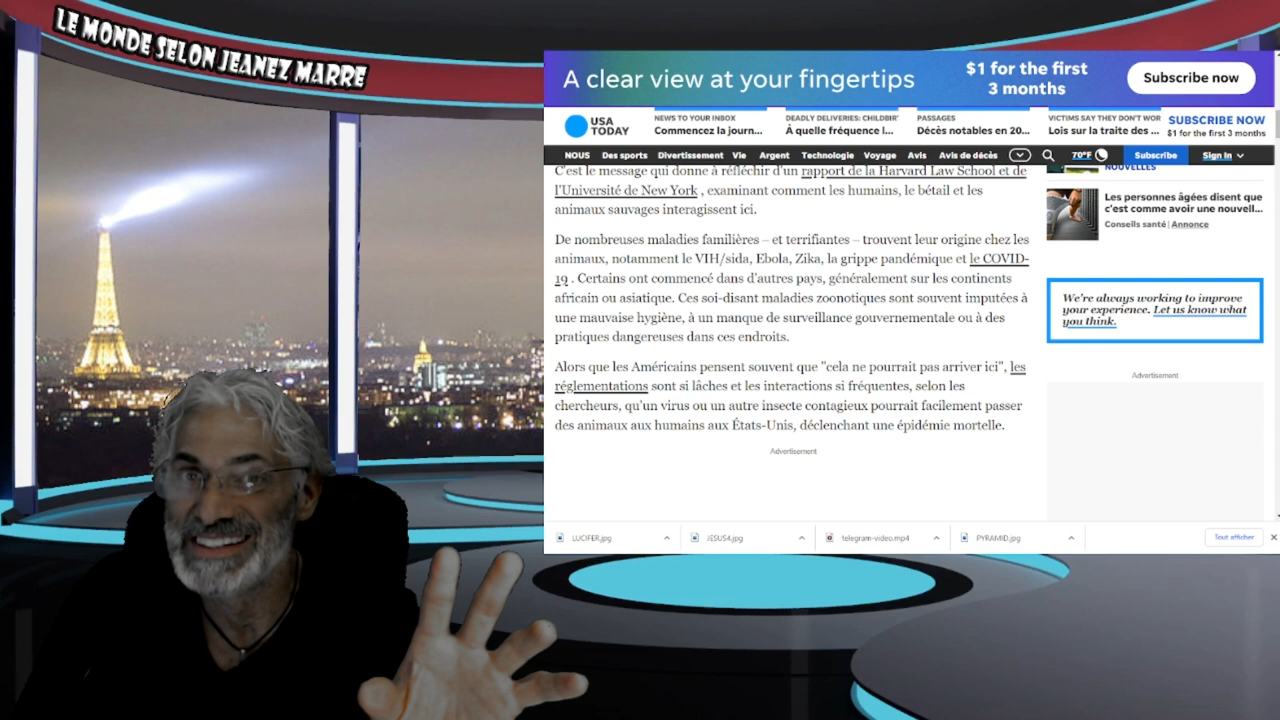 LE MONDE SELON JEANEZ MARRE
A clear view at your fingertips
$1 for the first
3 months
Subscribe now
USA
TODAY
NEWS TO YOUR INBOX
Commencez la journ...
DEADLY DELIVERIES: CHILDBIR
À quelle fréquence l...
PASSAGES
Décès notables en 20...
VICTIMS SAY THEY DON'T WOR
Lois sur la traite des ...
SUBSCRIBE NOW
$1 for the first 3 months
NOUS Des sports Divertissement Vie Argent Technologie Voyage Avis Avis de décès 70°F Subscribe Sign In
C'est le message qui donne à réfléchir d'un rapport de la Harvard Law School et de
l'Université de New York , examinant comment les humains, le bétail et les
animaux sauvages interagissent ici.
De nombreuses maladies familières – et terrifiantes – trouvent leur origine chez les
animaux, notamment le VIH/sida, Ebola, Zika, la grippe pandémique et le COVID-
19 . Certains ont commencé dans d'autres pays, généralement sur les continents
africain ou asiatique. Ces soi-disant maladies zoonotiques sont souvent imputées à
une mauvaise hygiène, à un manque de surveillance gouvernementale ou à des
pratiques dangereuses dans ces endroits.
Alors que les Américains pensent souvent que "cela ne pourrait pas arriver ici", les
réglementations sont si lâches et les interactions si fréquentes, selon les
chercheurs, qu'un virus ou un autre insecte contagieux pourrait facilement passer
des animaux aux humains aux États-Unis, déclenchant une épidémie mortelle.
Advertisement
NOUVELLES
Les personnes âgées disent que
c'est comme avoir une nouvell...
Conseils santé | Annonce
We're always working to improve
your experience. Let us know what
you think.
Advertisement
LUCIFER.jpg
JESUS4.jpg
telegram-video.mp4
PYRAMID.jpg
Tout afficher